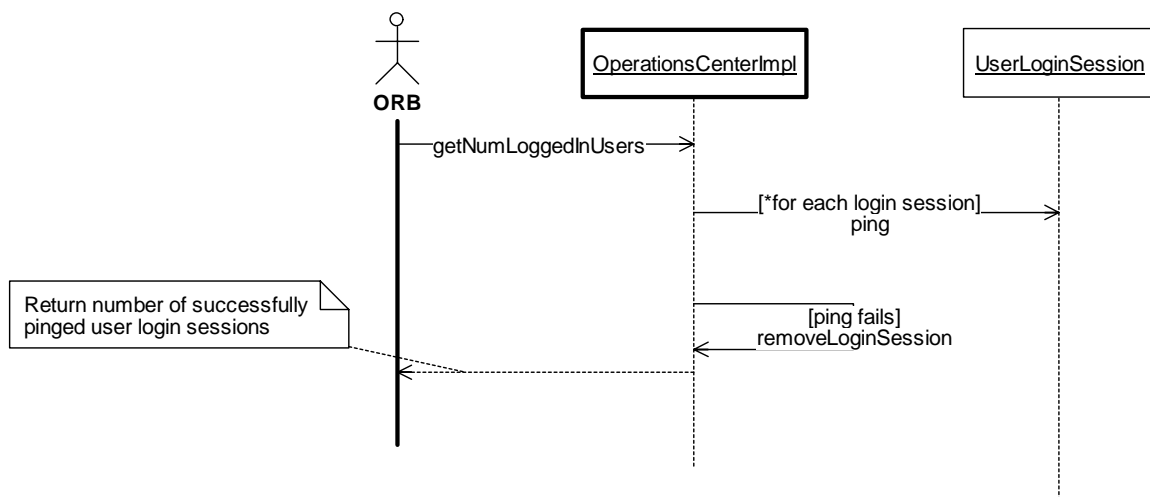 OperationsCenterImpl
UserLoginSession
ORB
getNumLoggedInUsers
[*for each login session]
ping
Return number of successfully
pinged user login sessions
[ping fails]
removeLoginSession